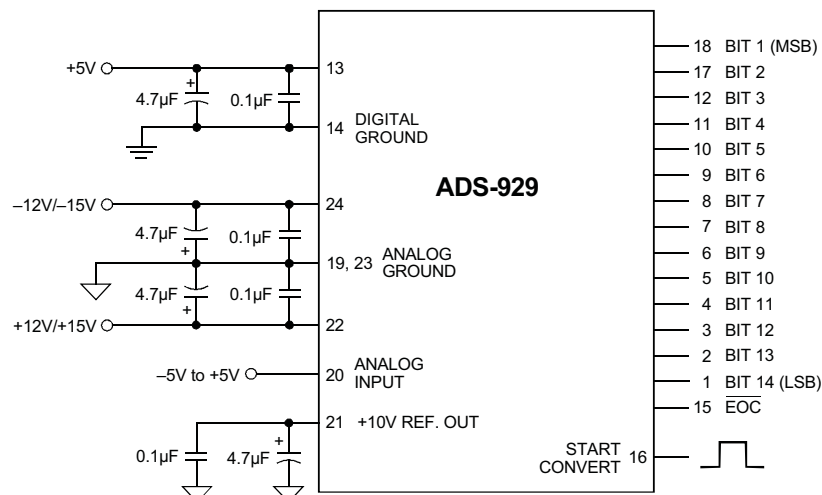 +5V
+
4.7µF
0.1µF
13
14 DIGITAL
GROUND
–12V/–15V
24
4.7µF
+
0.1µF
19, 23 ANALOG
GROUND
4.7µF
+
0.1µF
+12V/+15V
22
–5V to +5V
20 ANALOG
INPUT
21 +10V REF. OUT
0.1µF
+
4.7µF
ADS-929
START
CONVERT 16
18 BIT 1 (MSB)
17 BIT 2
12 BIT 3
11 BIT 4
10 BIT 5
9 BIT 6
8 BIT 7
7 BIT 8
6 BIT 9
5 BIT 10
4 BIT 11
3 BIT 12
2 BIT 13
1 BIT 14 (LSB)
15 E̅O̅C̅